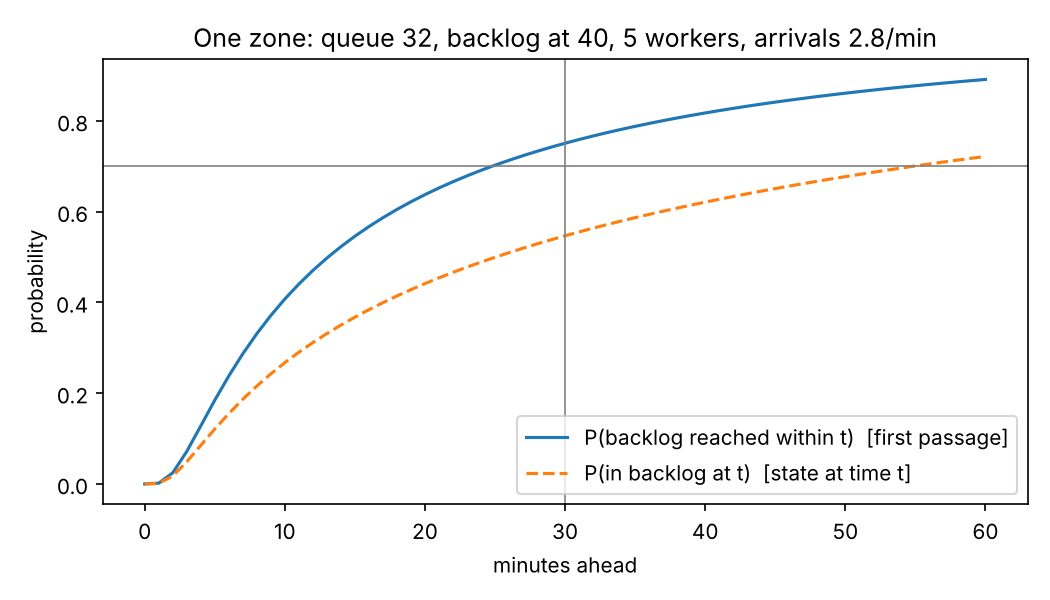 One zone: queue 32, backlog at 40, 5 workers, arrivals 2.8/min
probability
0.8
0.6
0.4
0.2
0.0
P(backlog reached within t)  [first passage]
P(in backlog at t)  [state at time t]
0 10 20 30 40 50 60
minutes ahead